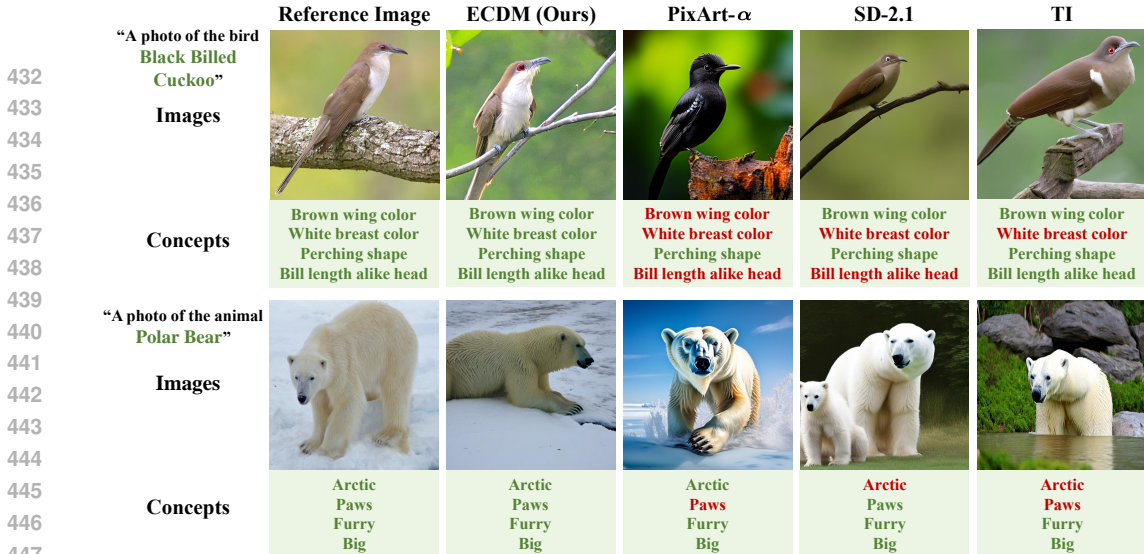 Reference Image ECDM (Ours) PixArt-α SD-2.1 TI
"A photo of the bird
Black Billed
Cuckoo"
432
433
Images
434
435
436
Brown wing color Brown wing color Brown wing color Brown wing color Brown wing color
437
Concepts
White breast color White breast color White breast color White breast color White breast color
Perching shape Perching shape Perching shape Perching shape Perching shape
438
Bill length alike head Bill length alike head Bill length alike head Bill length alike head Bill length alike head
439
"A photo of the animal
440
Polar Bear"
441
442
Images
443
444
445
Arctic Arctic Arctic Arctic Arctic
Paws Paws Paws Paws Paws
446
Concepts
Furry Furry Furry Furry Furry
Big Big Big Big Big
447